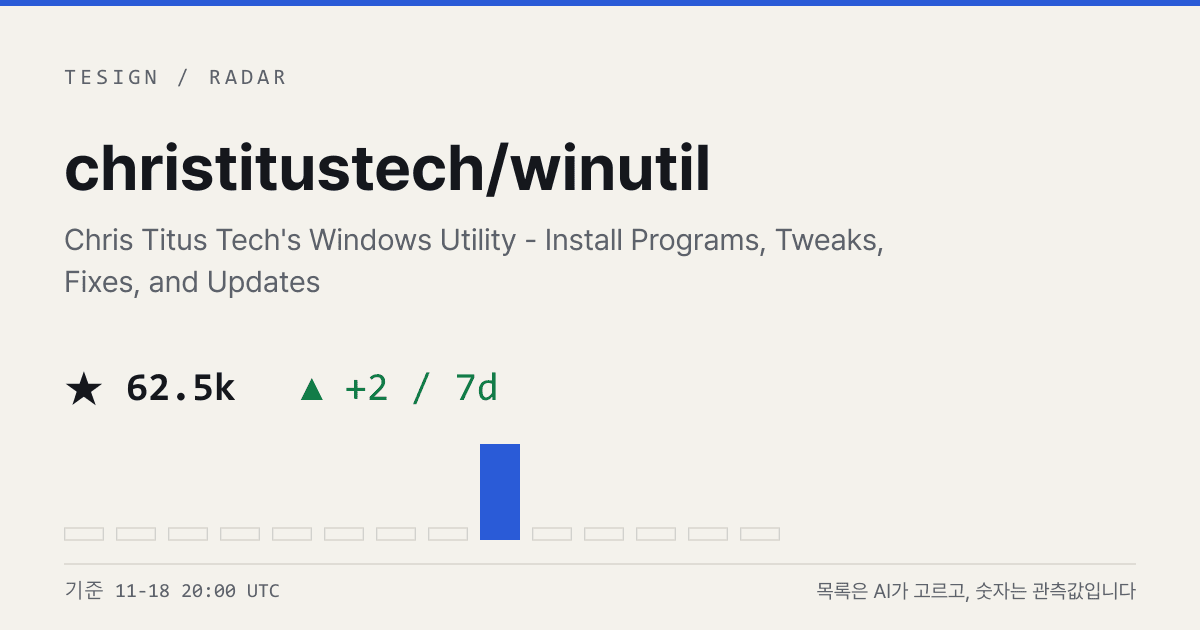 TESIGN / RADAR
christitustech/winutil
Chris Titus Tech's Windows Utility - Install Programs, Tweaks,
Fixes, and Updates
★ 62.5k ▲ +2 / 7d
기준 11-18 20:00 UTC
목록은 AI가 고르고, 숫자는 관측값입니다